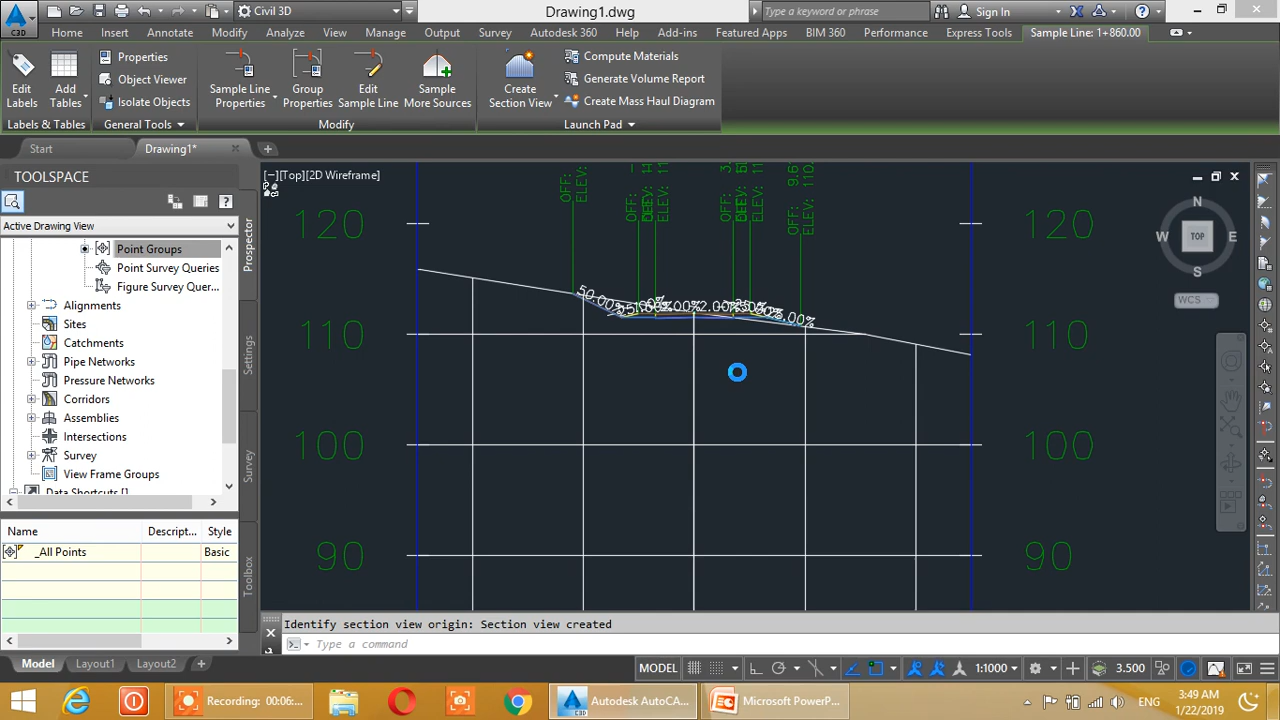 Civil 3D
Drawing1.dwg
Type a keyword or phrase
Sign In
C3D
Home Insert Annotate Modify Analyze View Manage Output Survey Autodesk 360 Help Add-ins Featured Apps BIM 360 Performance Express Tools Sample Line: 1+860.00
Edit Labels
Add Tables
Properties
Object Viewer
Isolate Objects
Sample Line Properties
Group Properties
Edit Sample Line
Sample More Sources
Create Section View
Compute Materials
Generate Volume Report
Create Mass Haul Diagram
Labels & Tables
General Tools
Modify
Launch Pad
Start
Drawing1*
TOOLSPACE
Active Drawing View
Point Groups
Point Survey Queries
Figure Survey Quer...
Alignments
Sites
Catchments
Pipe Networks
Pressure Networks
Corridors
Assemblies
Intersections
Survey
View Frame Groups
Data Shortcuts []
Name Descript... Style
_All Points Basic
Prospector
Settings
Survey
Toolbox
[−][Top][2D Wireframe]
120 120
110 110
100 100
90 90
OFF:
ELEV:
N
W TOP E
S
WCS
Identify section view origin: Section view created
Type a command
Model Layout1 Layout2
MODEL
1:1000
3.500
Recording: 00:06:...
Autodesk AutoCA...
Microsoft PowerP...
3:49 AM
1/22/2019